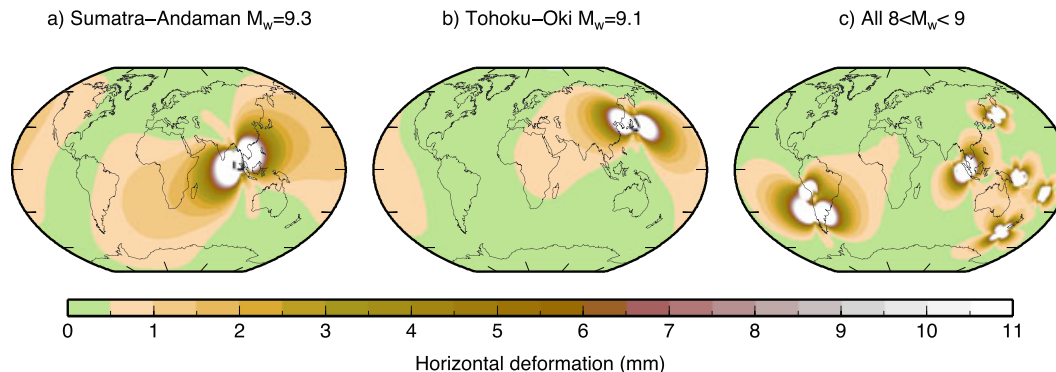 a) Sumatra−Andaman Mw=9.3
b) Tohoku−Oki Mw=9.1
c) All 8<Mw< 9
0 1 2 3 4 5 6 7 8 9 10 11
Horizontal deformation (mm)